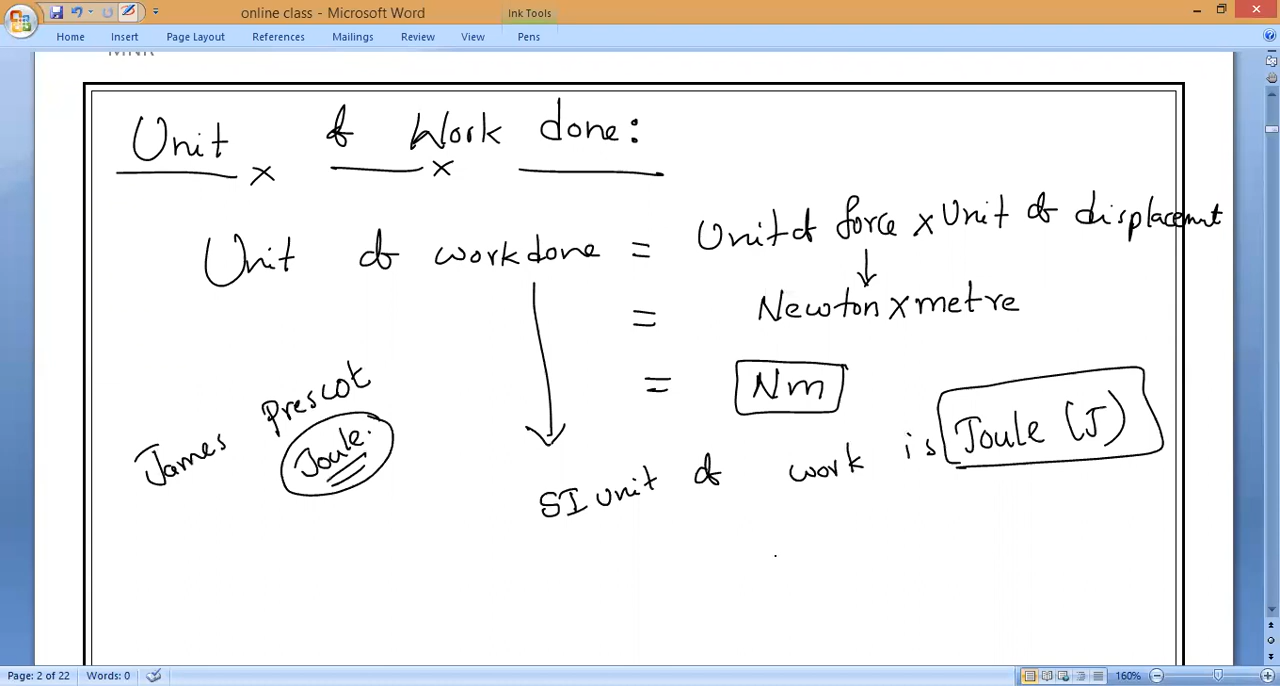 online class - Microsoft Word
Ink Tools
Home Insert Page Layout References Mailings Review View Pens
Unit of Work done:
Unit of work done = Unit of force x Unit of displacement
= Newton x metre
= Nm
James Prescot Joule.
SI unit of work is Joule (J)
Page: 2 of 22 Words: 0 160%